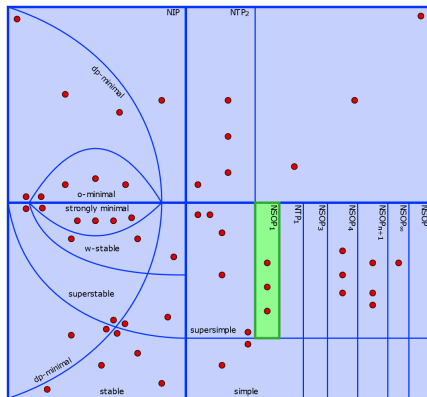 NIP
NTP₂
dp-minimal
o-minimal
strongly minimal
w-stable
superstable
dp-minimal
stable
supersimple
simple
NSOP₁
NTP₁
NSOP₃
NSOP₄
NSOPₙ₊₁
NSOP∞
NSOP